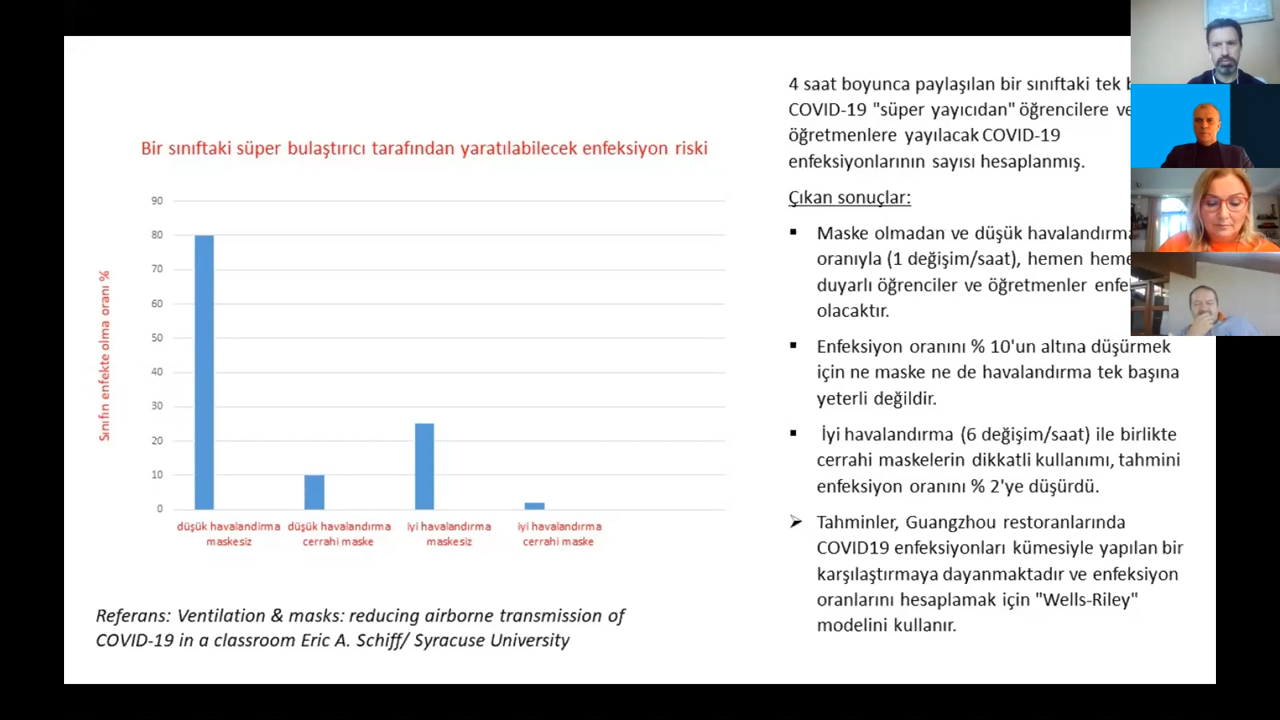 Bir sınıftaki süper bulaştırıcı tarafından yaratılabilecek enfeksiyon riski
Sınıfın enfekte olma oranı %
90
80
70
60
50
40
30
20
10
0
düşük havalandırma maskesiz
düşük havalandırma cerrahi maske
iyi havalandırma maskesiz
iyi havalandırma cerrahi maske
Referans: Ventilation & masks: reducing airborne transmission of
COVID-19 in a classroom Eric A. Schiff/ Syracuse University
4 saat boyunca paylaşılan bir sınıftaki tek
COVID-19 "süper yayıcıdan" öğrencilere
öğretmenlere yayılacak COVID-19
enfeksiyonlarının sayısı hesaplanmış.
Çıkan sonuçlar:
▪ Maske olmadan ve düşük havalandırma
oranıyla (1 değişim/saat), hemen
duyarlı öğrenciler ve öğretmenler
olacaktır.
▪ Enfeksiyon oranını % 10'un altına düşürmek
için ne maske ne de havalandırma tek başına
yeterli değildir.
▪ İyi havalandırma (6 değişim/saat) ile birlikte
cerrahi maskelerin dikkatli kullanımı, tahmini
enfeksiyon oranını % 2'ye düşürdü.
➢ Tahminler, Guangzhou restoranlarında
COVID19 enfeksiyonları kümesiyle yapılan bir
karşılaştırmaya dayanmaktadır ve enfeksiyon
oranlarını hesaplamak için "Wells-Riley"
modelini kullanır.